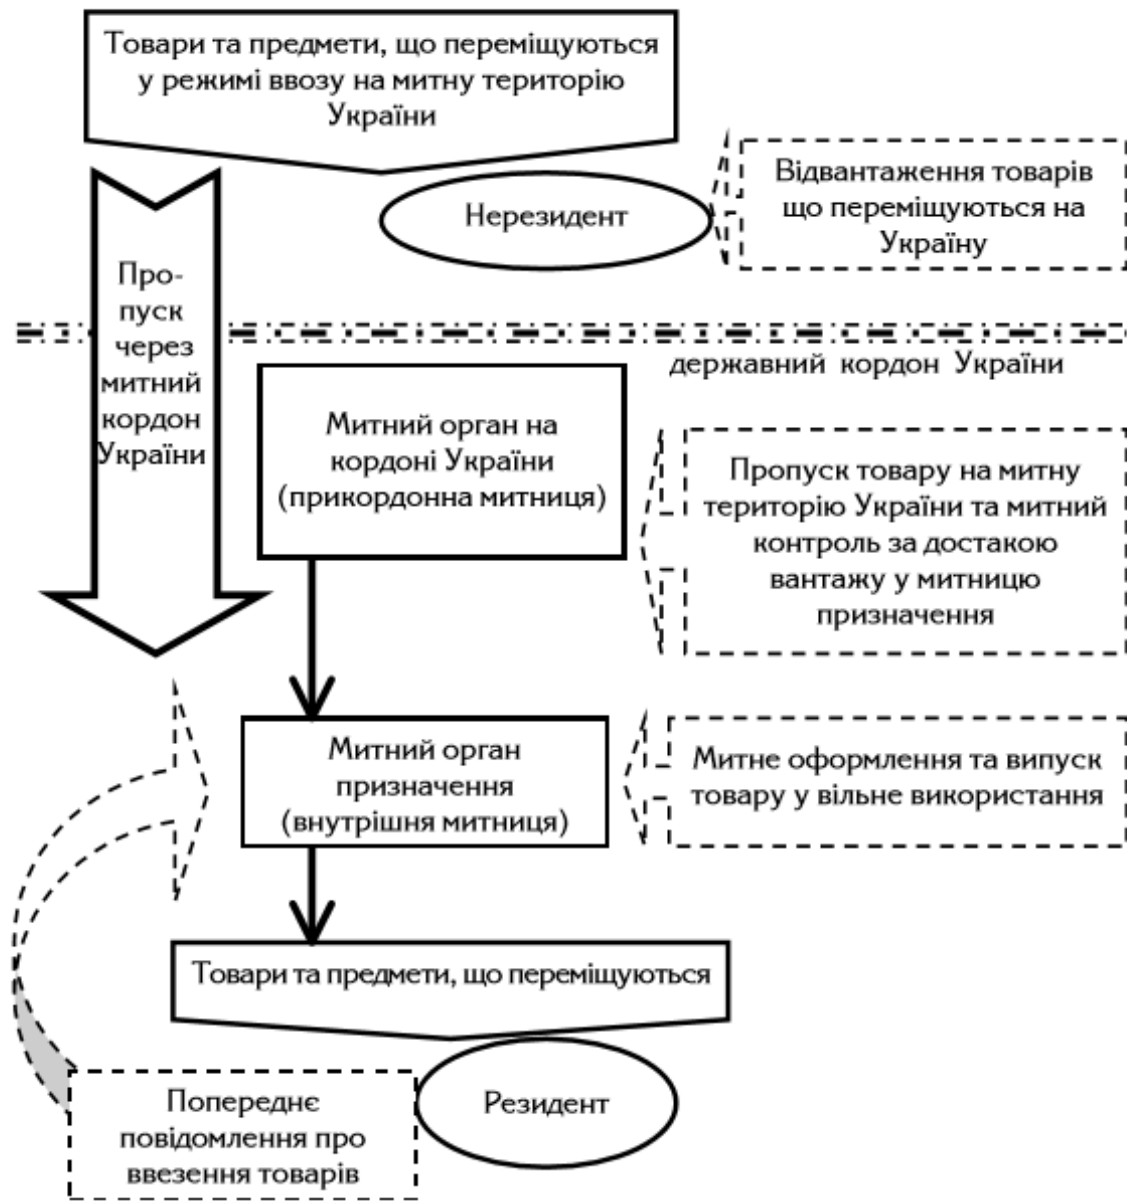 Товари та предмети, що переміщуються
у режимі ввозу на митну територію
України
Нерезидент
Відвантаження товарів
що переміщуються на
Україну
Про-
пуск
через
митний
кордон
України
державний кордон України
Митний орган на
кордоні України
(прикордонна митниця)
Пропуск товару на митну
територію України та митний
контроль за достакою
вантажу у митницю
призначення
Митний орган
призначення
(внутрішня митниця)
Митне оформлення та випуск
товару у вільне використання
Товари та предмети, що переміщуються
Резидент
Попереднє
повідомлення про
ввезення товарів